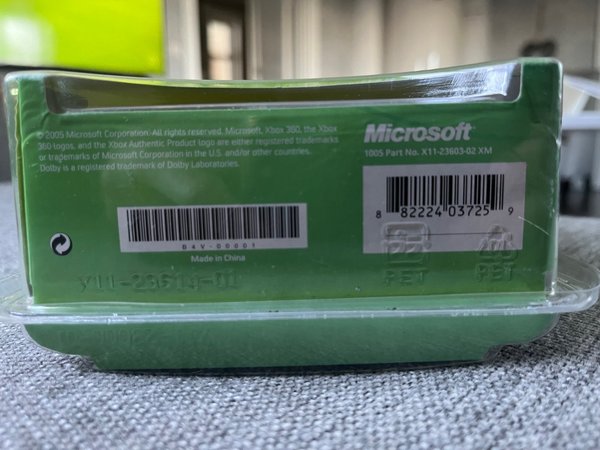 ©2005 Microsoft Corporation. All rights reserved. Microsoft, Xbox 360, the Xbox
360 logos, and the Xbox Authentic Product logo are either registered trademarks
or trademarks of Microsoft Corporation in the U.S. and/or other countries.
Dolby is a registered trademark of Dolby Laboratories.
Microsoft
1005 Part No. X11-23603-02 XM
8 82224 03725 9
B4V-00001
Made in China
PET
PET